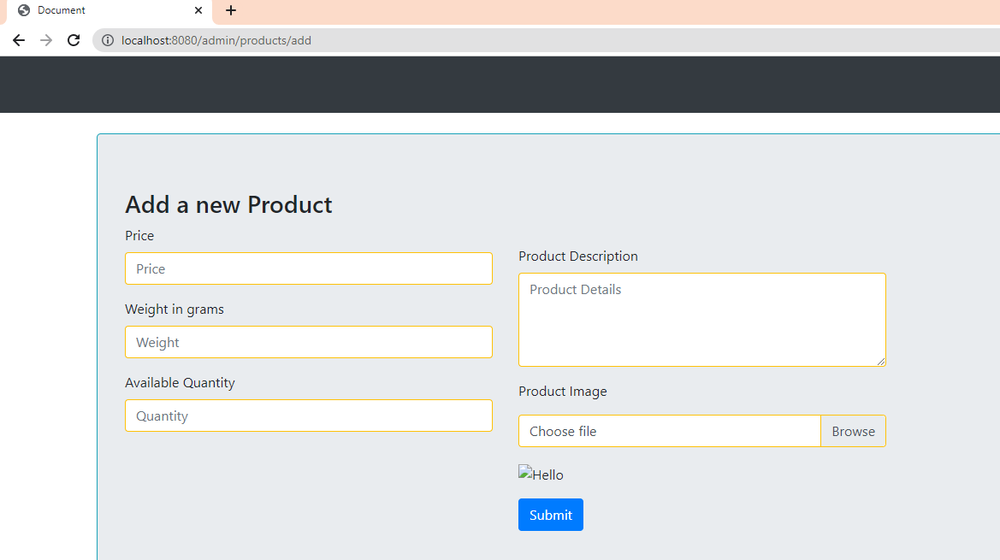 Document
localhost:8080/admin/products/add
Add a new Product
Price
Price
Weight in grams
Weight
Available Quantity
Quantity
Product Description
Product Details
Product Image
Choose file
Browse
Hello
Submit